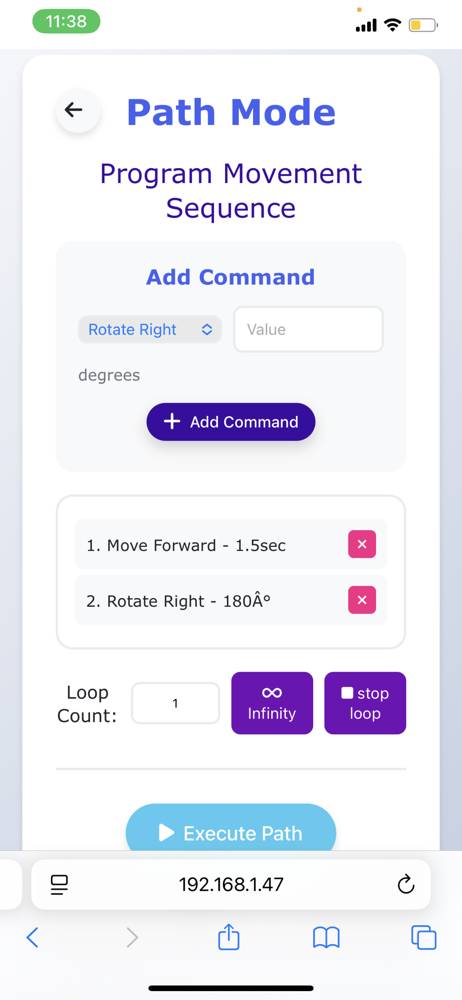 11:38
Path Mode
Program Movement
Sequence
Add Command
Rotate Right
Value
degrees
+ Add Command
1. Move Forward - 1.5sec
2. Rotate Right - 180Â°
Loop
Count:
1
∞
Infinity
stop
loop
Execute Path
192.168.1.47